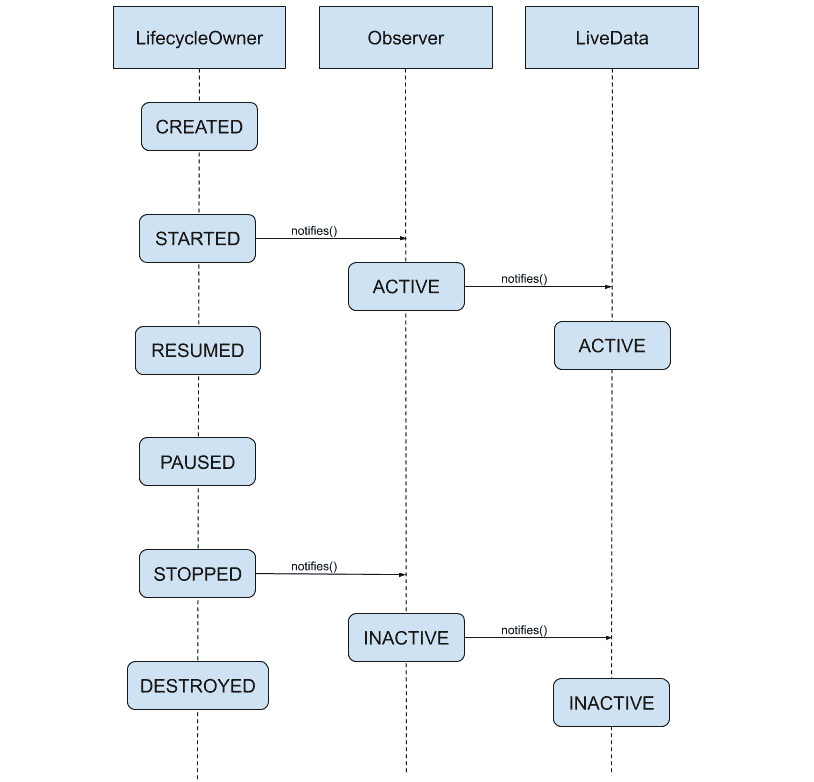 LifecycleOwner
Observer
LiveData
CREATED
STARTED
notifies()
ACTIVE
notifies()
RESUMED
ACTIVE
PAUSED
STOPPED
notifies()
INACTIVE
notifies()
DESTROYED
INACTIVE